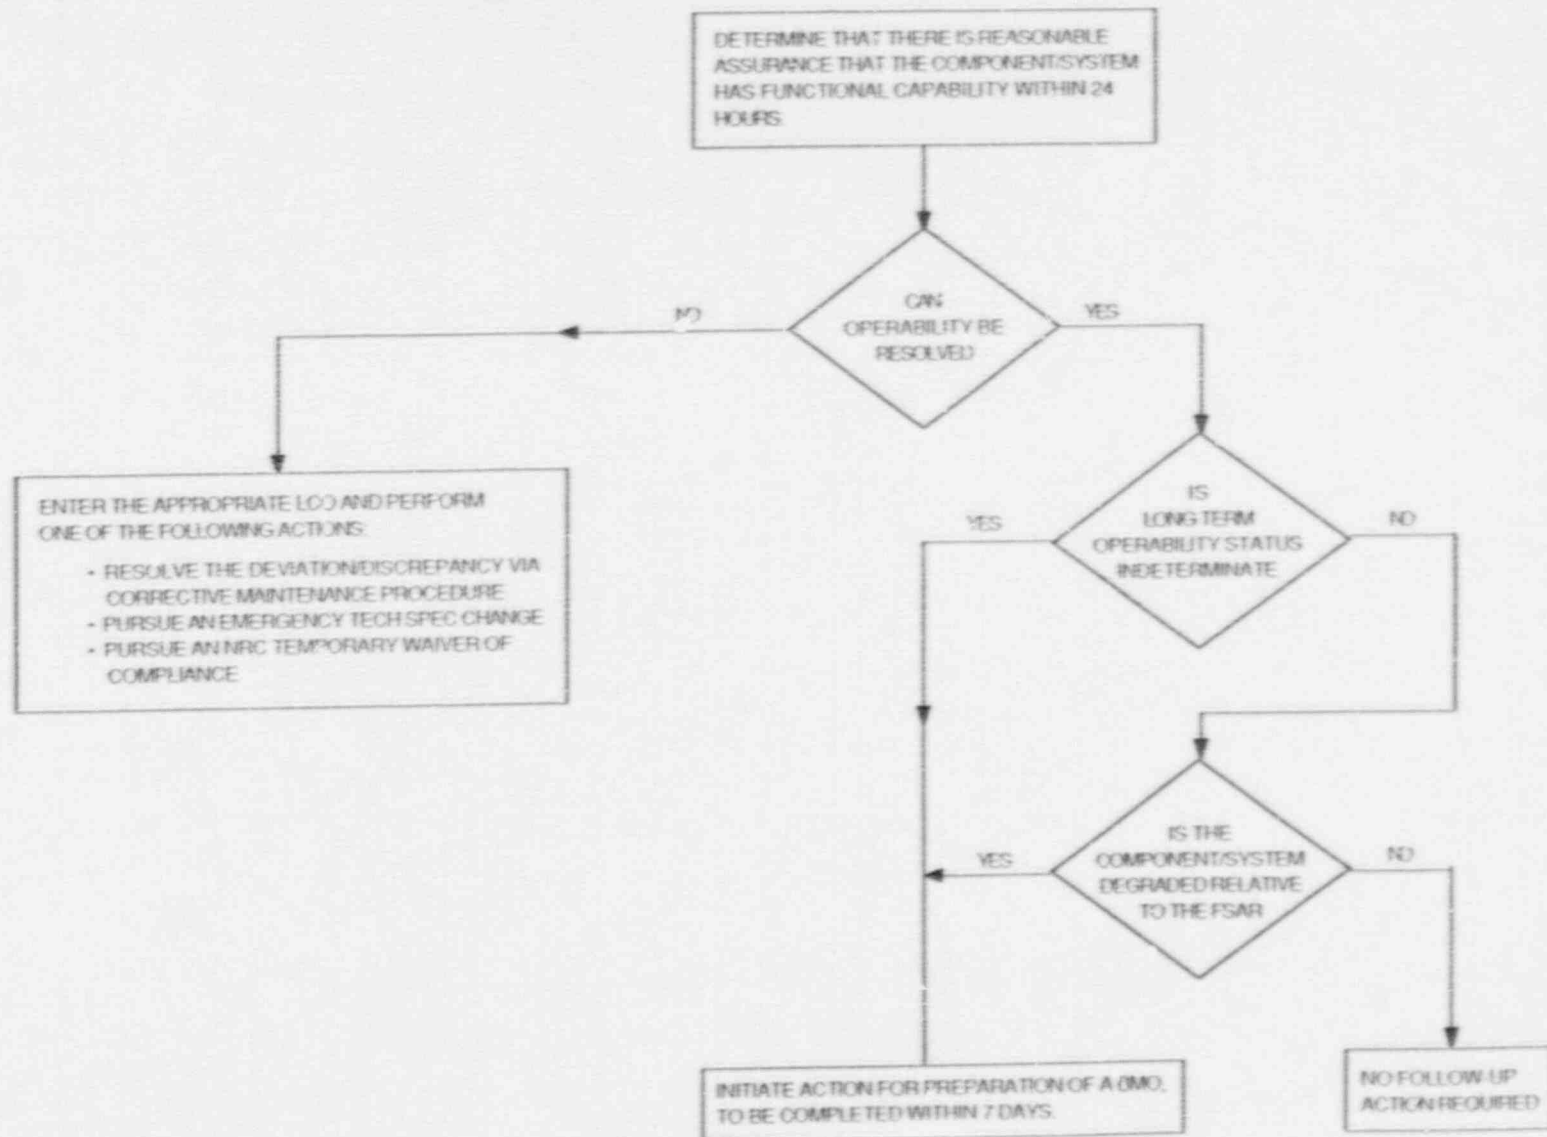 DETERMINE THAT THERE IS REASONABLE
ASSURANCE THAT THE COMPONENT/SYSTEM
HAS FUNCTIONAL CAPABILITY WITHIN 24
HOURS.
CAN
OPERABILITY BE
RESOLVED
NO
YES
ENTER THE APPROPRIATE LCO AND PERFORM
ONE OF THE FOLLOWING ACTIONS:
• RESOLVE THE DEVIATION/DISCREPANCY VIA
CORRECTIVE MAINTENANCE PROCEDURE
• PURSUE AN EMERGENCY TECH SPEC CHANGE
• PURSUE AN NRC TEMPORARY WAIVER OF
COMPLIANCE
IS
LONG TERM
OPERABILITY STATUS
INDETERMINATE
YES
NO
IS THE
COMPONENT/SYSTEM
DEGRADED RELATIVE
TO THE FSAR
YES
NO
INITIATE ACTION FOR PREPARATION OF A
TO BE COMPLETED WITHIN 7 DAYS.
NO FOLLOW-UP
ACTION REQUIRED